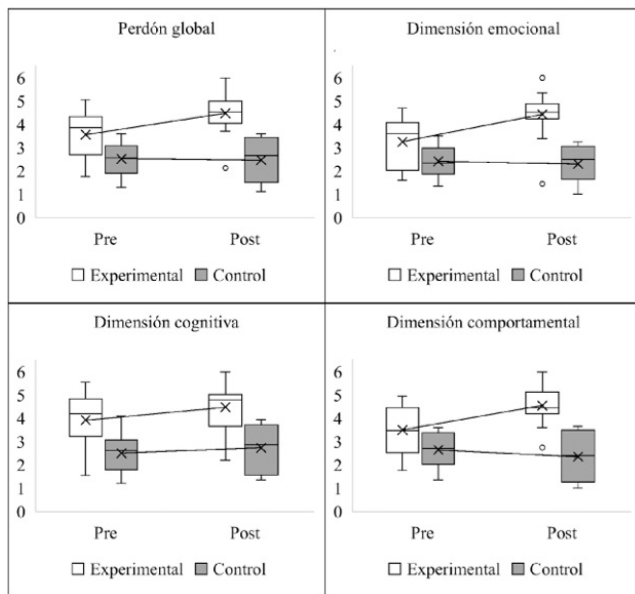 Perdón global
6
5
4
3
2
1
0
Pre Post
Experimental Control
Dimensión emocional
6
5
4
3
2
1
0
Pre Post
Experimental Control
Dimensión cognitiva
6
5
4
3
2
1
0
Pre Post
Experimental Control
Dimensión comportamental
6
5
4
3
2
1
0
Pre Post
Experimental Control